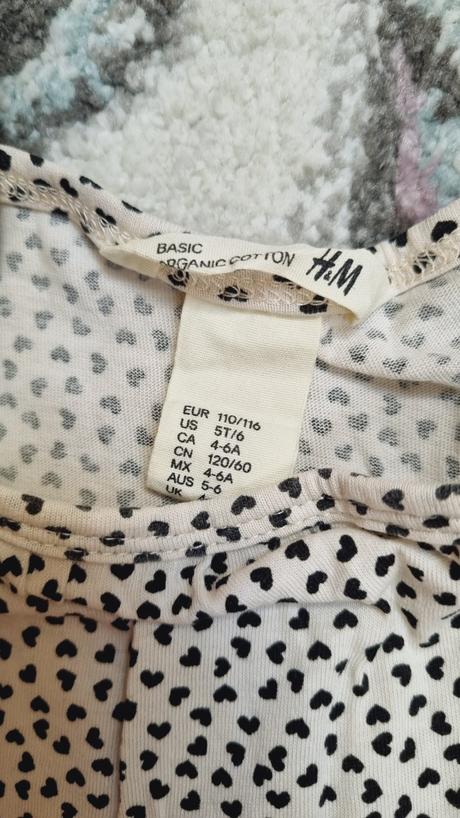 BASIC
ORGANIC COTTON
H&M
EUR 110/116
US 5T/6
CA 4-6A
CN 120/60
MX 4-6A
AUS 5-6
UK